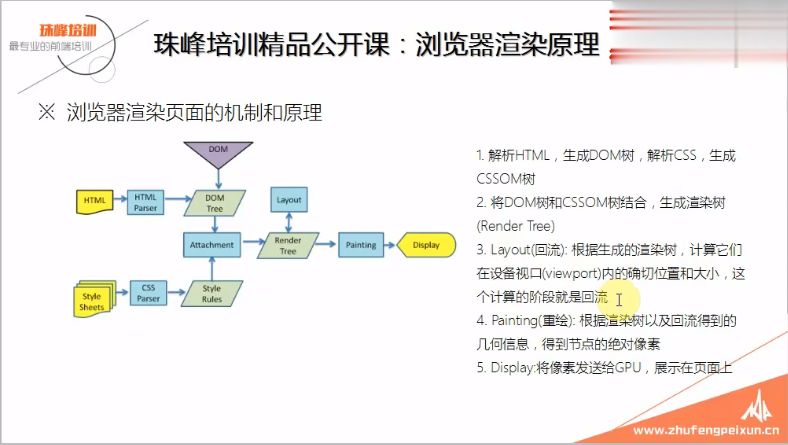 珠峰培训
最专业的前端培训
珠峰培训精品公开课：浏览器渲染原理
※ 浏览器渲染页面的机制和原理
DOM
HTML
HTML
Parser
DOM
Tree
Layout
Attachment
Render
Tree
Painting
Display
Style
Sheets
CSS
Parser
Style
Rules
1. 解析HTML，生成DOM树，解析CSS，生成
CSSOM树
2. 将DOM树和CSSOM树结合，生成渲染树
(Render Tree)
3. Layout(回流): 根据生成的渲染树，计算它们
在设备视口(viewport)内的确切位置和大小，这
个计算的阶段就是回流
4. Painting(重绘): 根据渲染树以及回流得到的
几何信息，得到节点的绝对像素
5. Display:将像素发送给GPU，展示在页面上
www.zhufengpeixun.cn